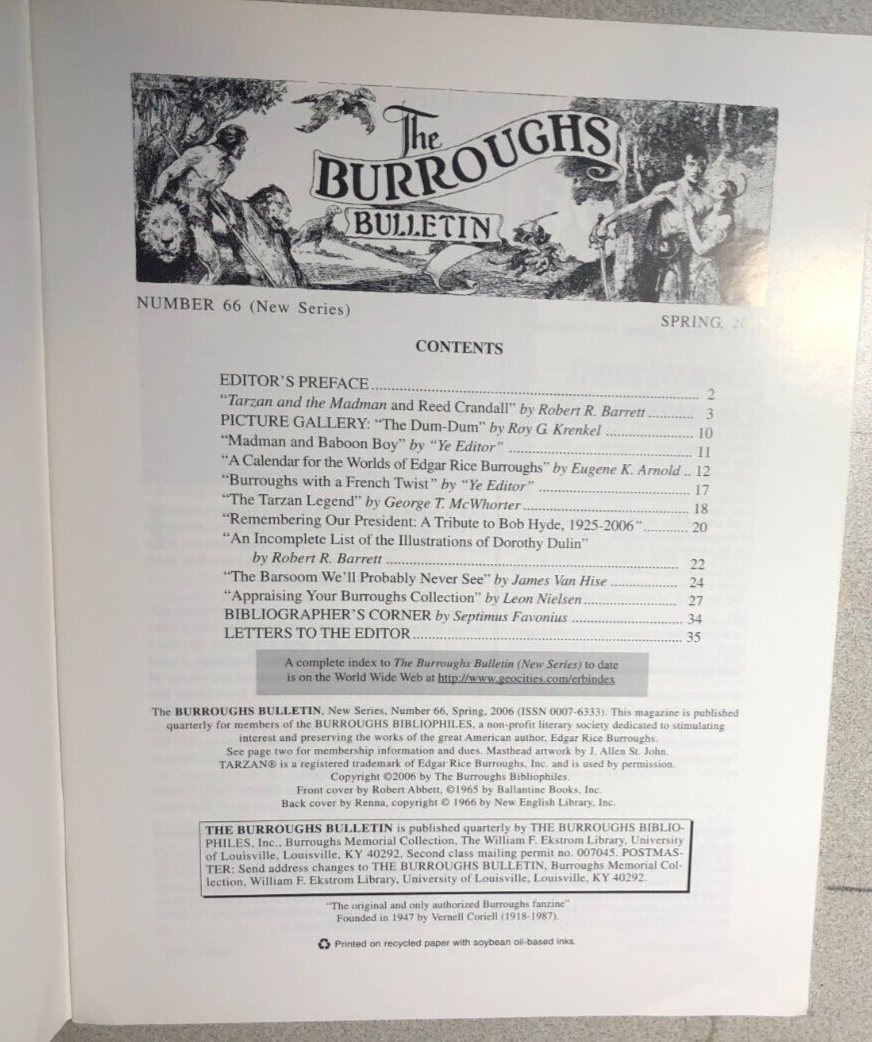 The
BURROUGHS
BULLETIN
NUMBER 66 (New Series)
SPRING,
CONTENTS
EDITOR'S PREFACE.......... 2
"Tarzan and the Madman and Reed Crandall" by Robert R. Barrett .......... 3
PICTURE GALLERY: "The Dum-Dum" by Roy G. Krenkel .......... 10
"Madman and Baboon Boy" by "Ye Editor" .......... 11
"A Calendar for the Worlds of Edgar Rice Burroughs" by Eugene K. Arnold .. 12
"Burroughs with a French Twist" by "Ye Editor" .......... 17
"The Tarzan Legend" by George T. McWhorter.......... 18
"Remembering Our President: A Tribute to Bob Hyde, 1925-2006".......... 20
"An Incomplete List of the Illustrations of Dorothy Dulin"
by Robert R. Barrett .......... 22
"The Barsoom We'll Probably Never See" by James Van Hise .......... 24
"Appraising Your Burroughs Collection" by Leon Nielsen.......... 27
BIBLIOGRAPHER'S CORNER by Septimus Favonius .......... 34
LETTERS TO THE EDITOR.......... 35
A complete index to The Burroughs Bulletin (New Series) to date
is on the World Wide Web at http://www.geocities.com/erbindex
The BURROUGHS BULLETIN, New Series, Number 66, Spring, 2006 (ISSN 0007-6333). This magazine is published
quarterly for members of the BURROUGHS BIBLIOPHILES, a non-profit literary society dedicated to stimulating
interest and preserving the works of the great American author, Edgar Rice Burroughs.
See page two for membership information and dues. Masthead artwork by J. Allen St. John.
TARZAN® is a registered trademark of Edgar Rice Burroughs, Inc. and is used by permission.
Copyright ©2006 by The Burroughs Bibliophiles.
Front cover by Robert Abbett, ©1965 by Ballantine Books, Inc.
Back cover by Renna, copyright © 1966 by New English Library, Inc.
THE BURROUGHS BULLETIN is published quarterly by THE BURROUGHS BIBLIO-
PHILES, Inc., Burroughs Memorial Collection, The William F. Ekstrom Library, University
of Louisville, Louisville, KY 40292. Second class mailing permit no. 007045. POSTMAS-
TER: Send address changes to THE BURROUGHS BULLETIN, Burroughs Memorial Col-
lection, William F. Ekstrom Library, University of Louisville, Louisville, KY 40292.
"The original and only authorized Burroughs fanzine"
Founded in 1947 by Vernell Coriell (1918-1987).
Printed on recycled paper with soybean oil-based inks.